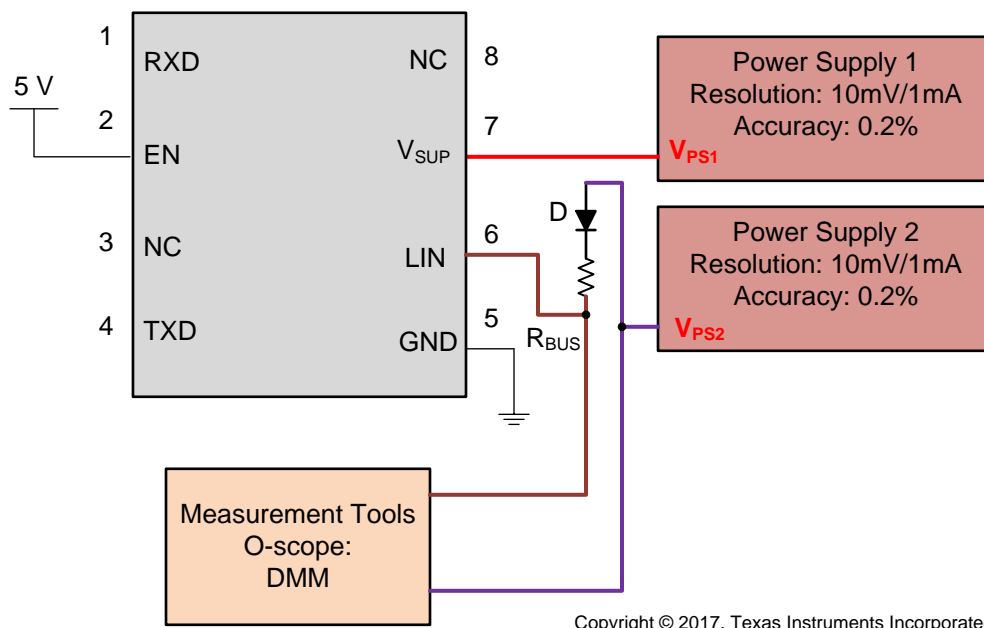 1
RXD
NC
8
5 V
2
EN
7
VSUP
3
NC
6
LIN
4
TXD
5
GND
D
RBUS
Power Supply 1
Resolution: 10mV/1mA
Accuracy: 0.2%
VPS1
Power Supply 2
Resolution: 10mV/1mA
Accuracy: 0.2%
VPS2
Measurement Tools
O-scope:
DMM
Copyright © 2017, Texas Instruments Incorporate